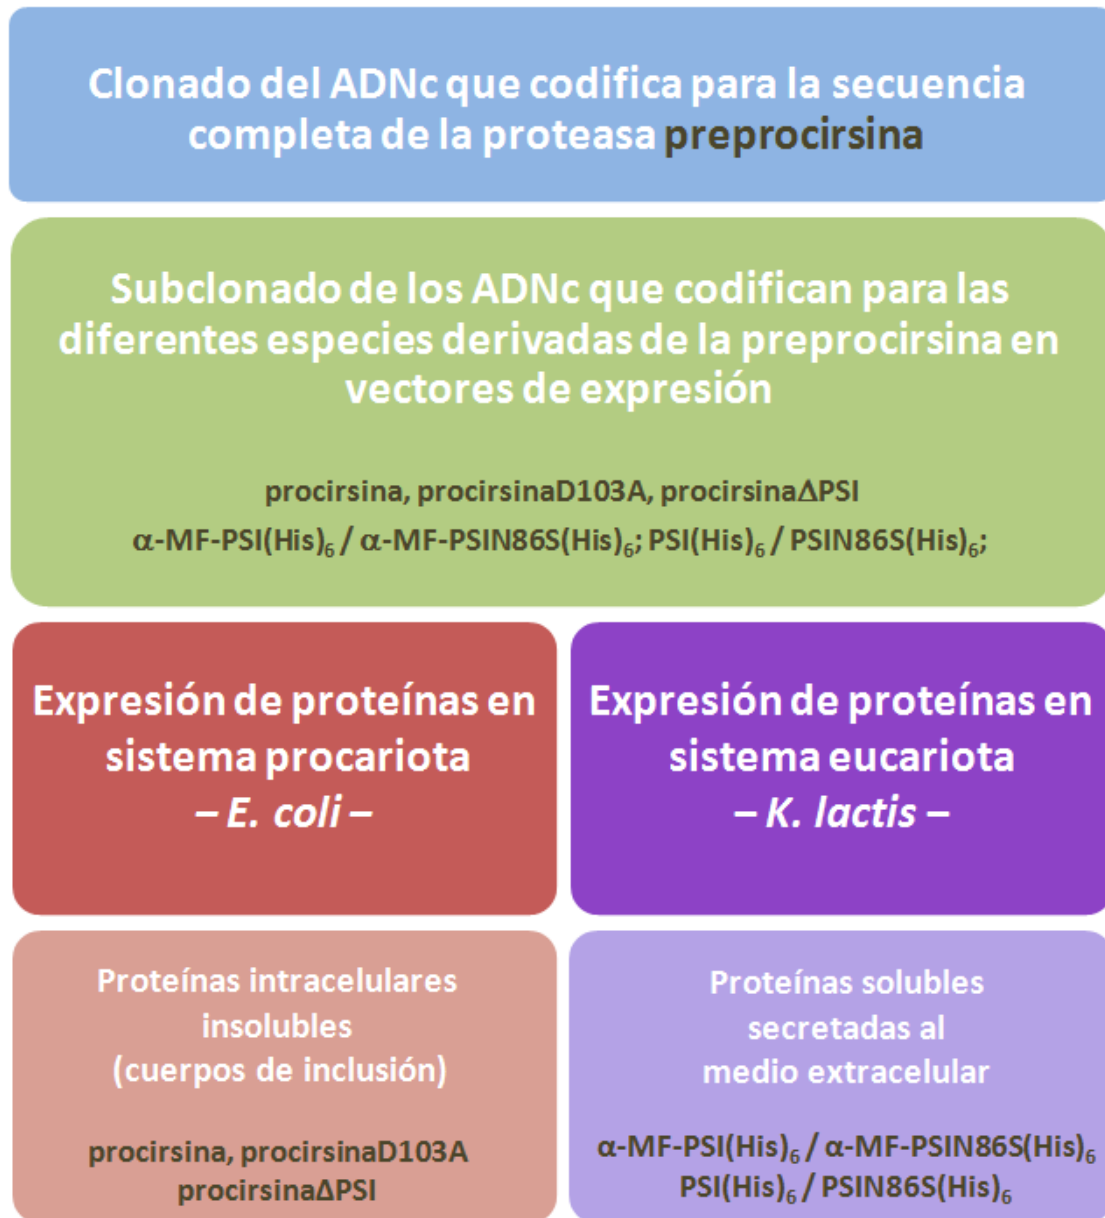 Clonado del ADNc que codifica para la secuencia
completa de la proteasa preprocirsina
Subclonado de los ADNc que codifican para las
diferentes especies derivadas de la preprocirsina en
vectores de expresión
procirsina, procirsinaD103A, procirsinaΔPSI
α-MF-PSI(His)₆ / α-MF-PSIN86S(His)₆; PSI(His)₆ / PSIN86S(His)₆;
Expresión de proteínas en
sistema procariota
– E. coli –
Expresión de proteínas en
sistema eucariota
– K. lactis –
Proteínas intracelulares
insolubles
(cuerpos de inclusión)
procirsina, procirsinaD103A
procirsinaΔPSI
Proteínas solubles
secretadas al
medio extracelular
α-MF-PSI(His)₆ / α-MF-PSIN86S(His)₆
PSI(His)₆ / PSIN86S(His)₆